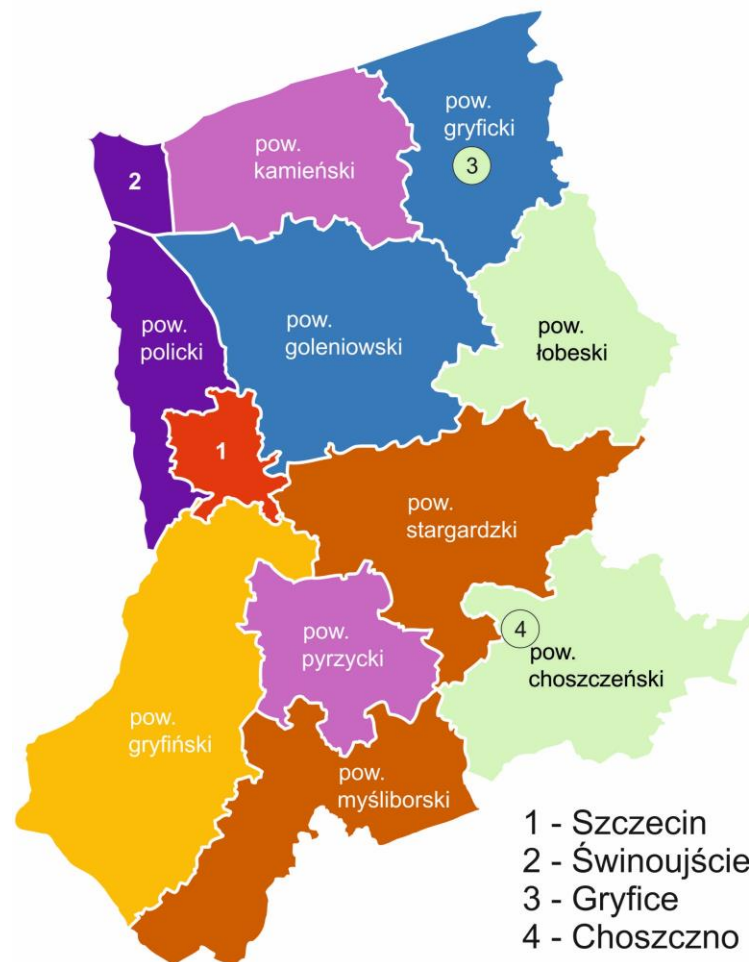 pow.
gryficki
3
pow.
kamieński
2
pow.
policki
pow.
goleniowski
pow.
łobeski
1
pow.
stargardzki
4
pow.
choszczeński
pow.
pyrzycki
pow.
gryfiński
pow.
myśliborski
1 - Szczecin
2 - Świnoujście
3 - Gryfice
4 - Choszczno